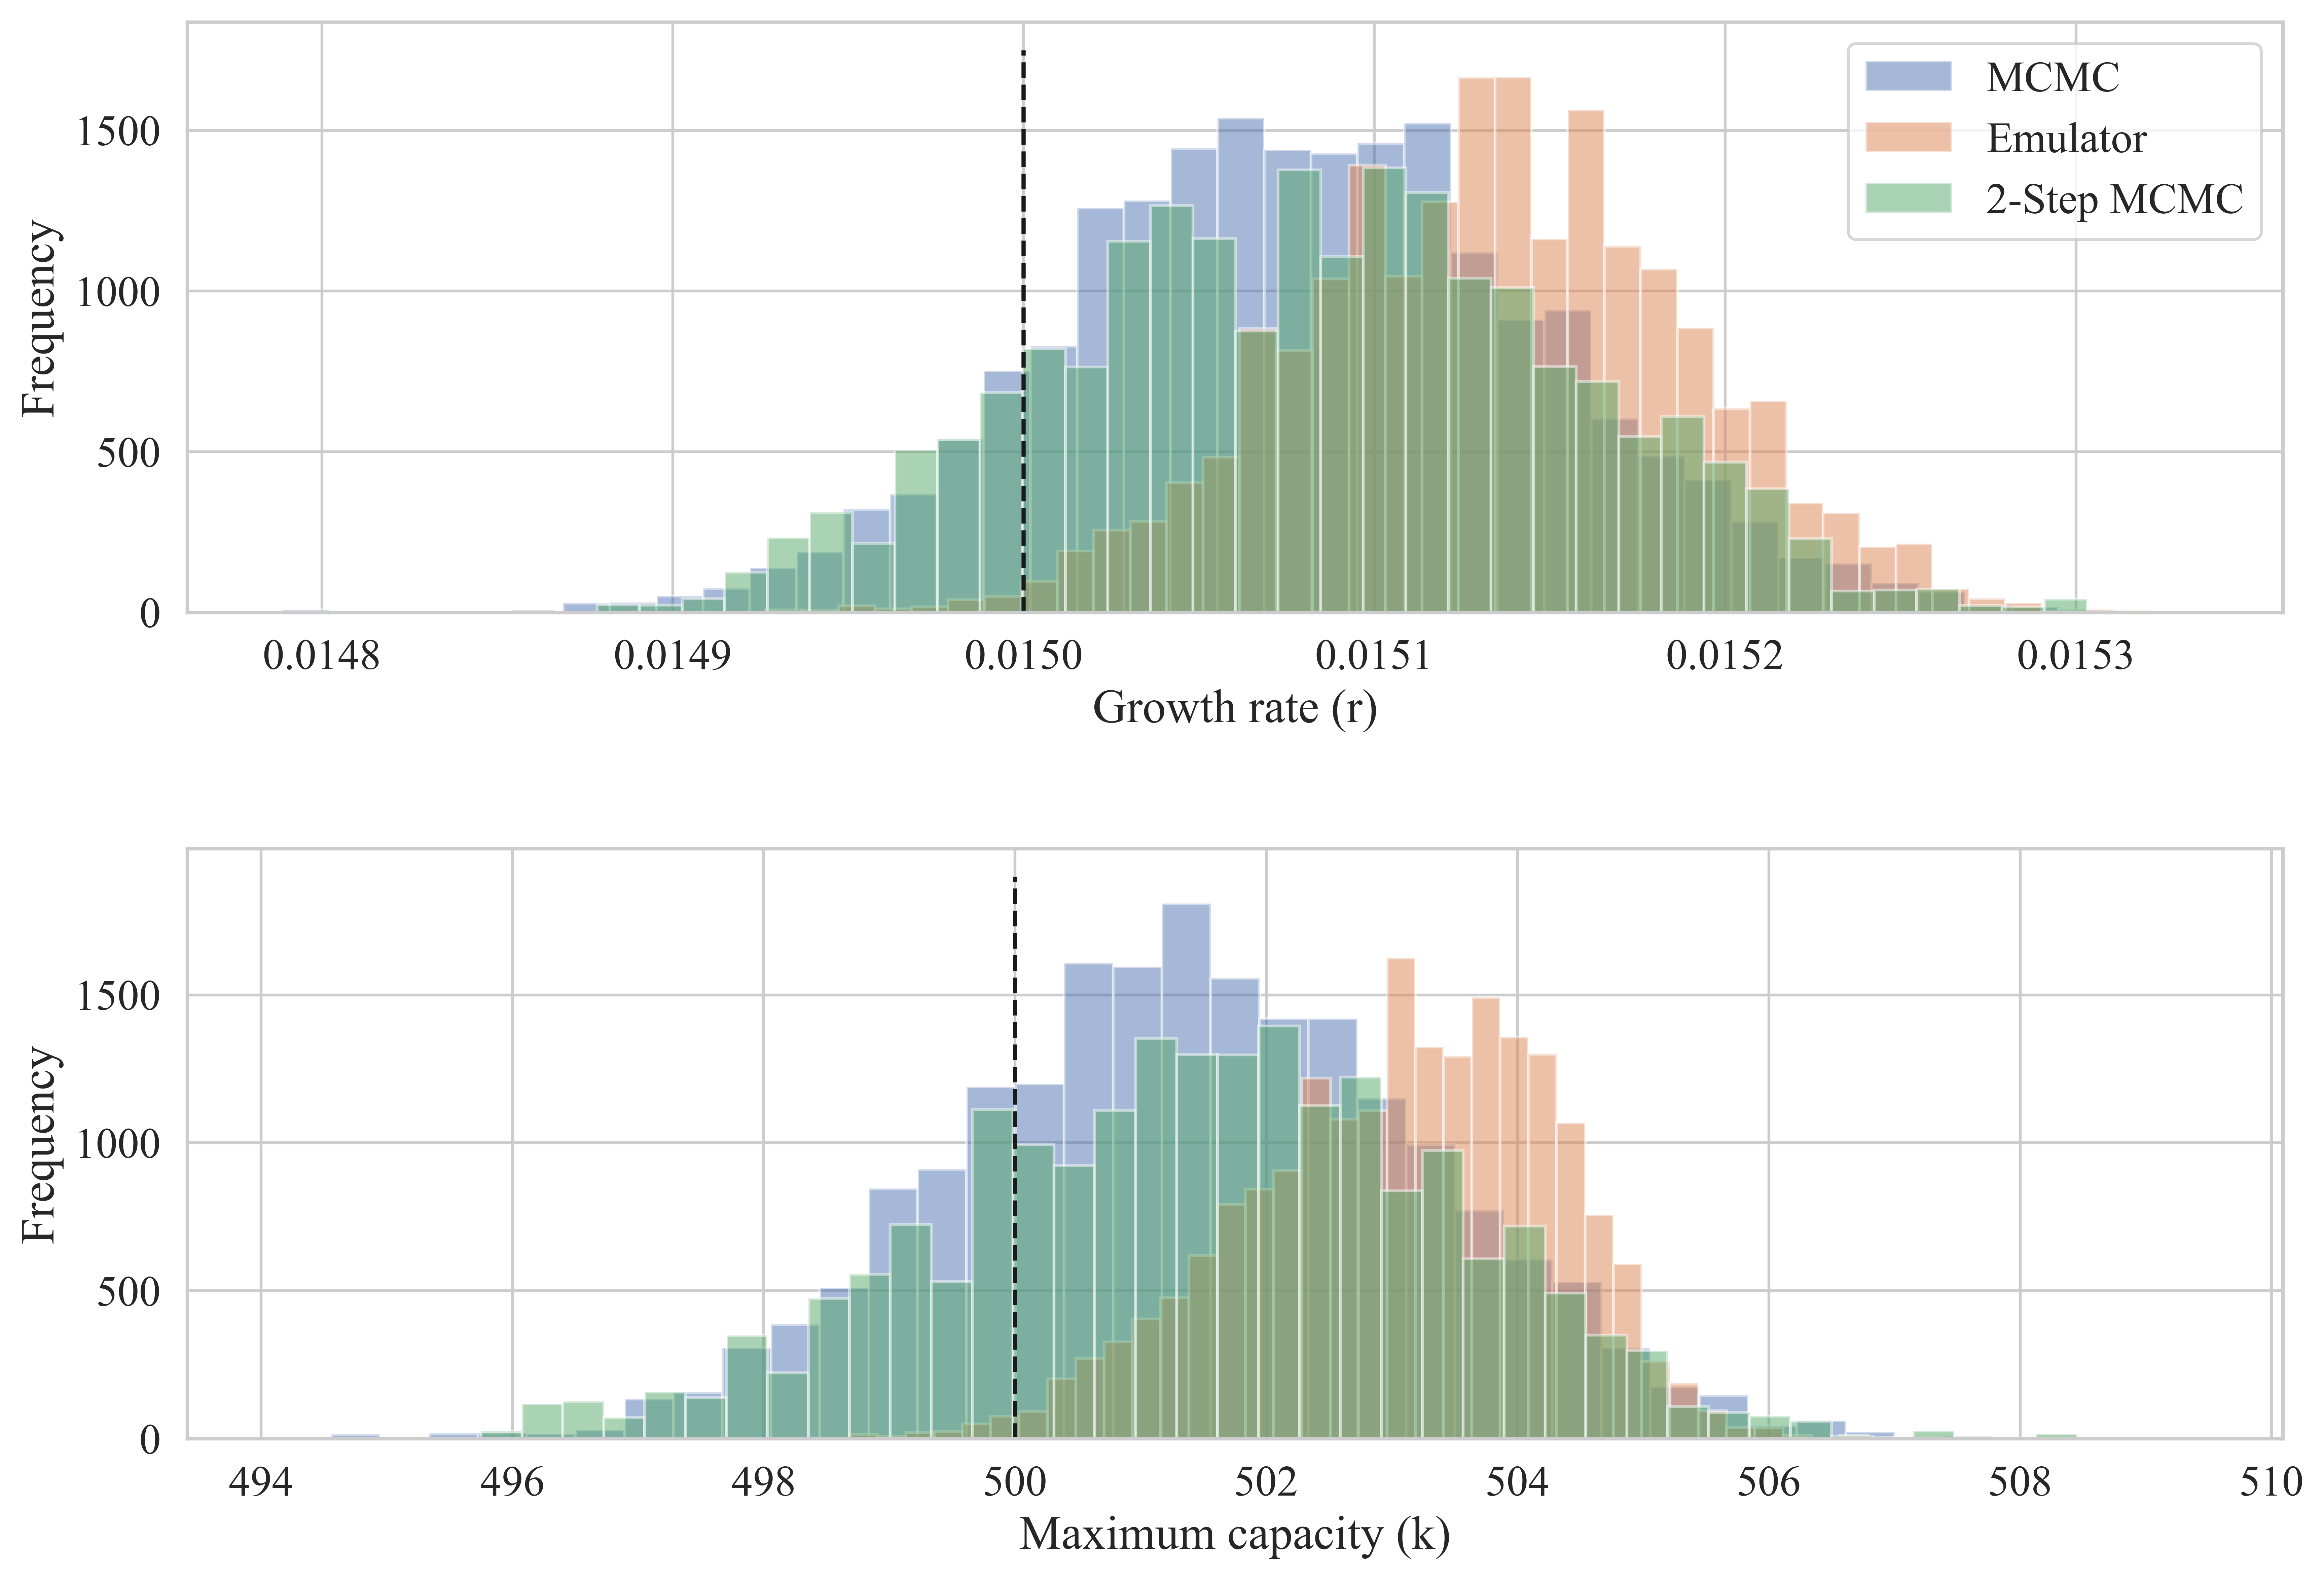 MCMC
Emulator
2-Step MCMC
1500
1000
500
0
Frequency
0.0148 0.0149 0.0150 0.0151 0.0152 0.0153
Growth rate (r)
1500
1000
500
0
Frequency
494 496 498 500 502 504 506 508 510
Maximum capacity (k)